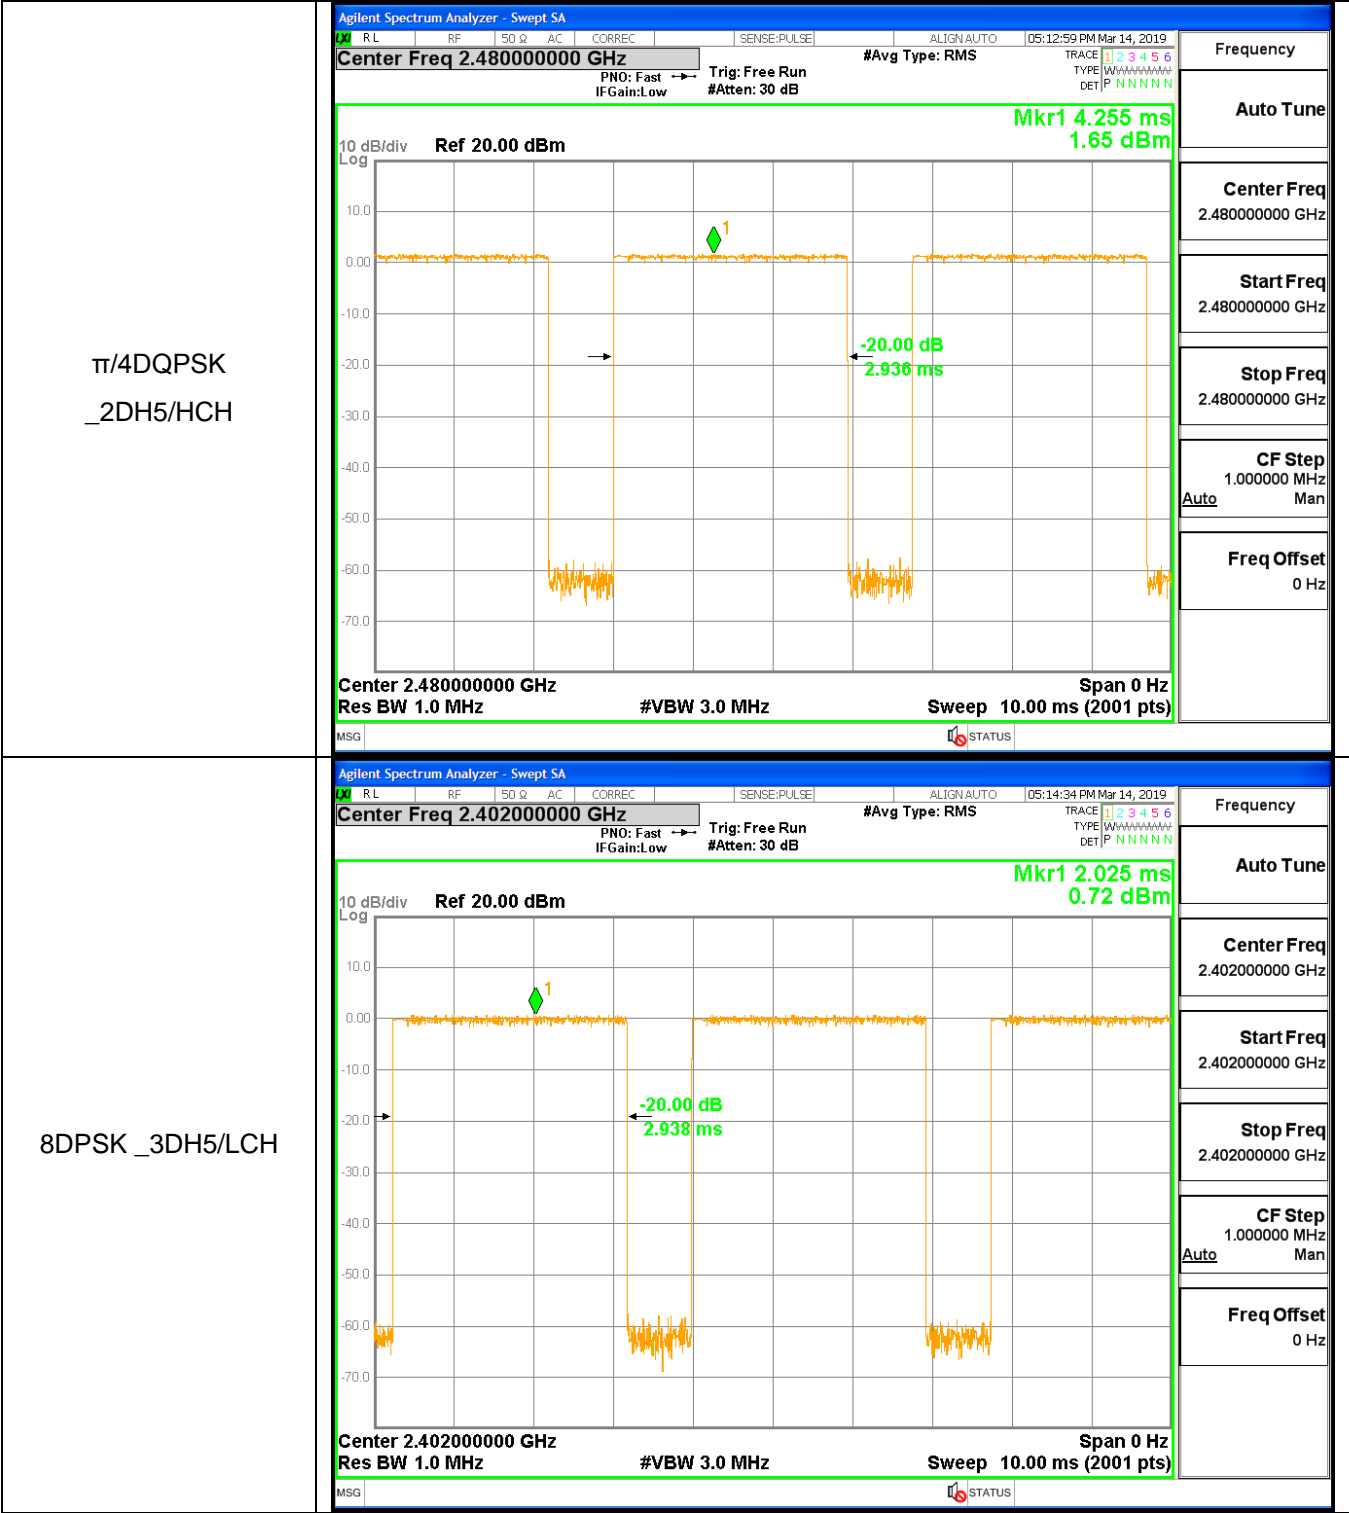 π/4DQPSK
_2DH5/HCH
Agilent Spectrum Analyzer - Swept SA
LXI RL RF 50 Ω AC CORREC SENSE:PULSE ALIGN AUTO 05:12:59 PM Mar 14, 2019
Center Freq 2.480000000 GHz #Avg Type: RMS TRACE 1 2 3 4 5 6
PNO: Fast Trig: Free Run TYPE
IFGain:Low #Atten: 30 dB DET P N N N N N
Mkr1 4.255 ms
1.65 dBm
10 dB/div Ref 20.00 dBm
Log
10.0
1
0.00
-10.0
-20.00 dB
-20.0
2.936 ms
-30.0
-40.0
-50.0
-60.0
-70.0
Center 2.480000000 GHz Span 0 Hz
Res BW 1.0 MHz #VBW 3.0 MHz Sweep 10.00 ms (2001 pts)
MSG STATUS
Frequency
Auto Tune
Center Freq
2.480000000 GHz
Start Freq
2.480000000 GHz
Stop Freq
2.480000000 GHz
CF Step
1.000000 MHz
Auto Man
Freq Offset
0 Hz
8DPSK _3DH5/LCH
Agilent Spectrum Analyzer - Swept SA
LXI RL RF 50 Ω AC CORREC SENSE:PULSE ALIGN AUTO 05:14:34 PM Mar 14, 2019
Center Freq 2.402000000 GHz #Avg Type: RMS TRACE 1 2 3 4 5 6
PNO: Fast Trig: Free Run TYPE
IFGain:Low #Atten: 30 dB DET P N N N N N
Mkr1 2.025 ms
0.72 dBm
10 dB/div Ref 20.00 dBm
Log
10.0
1
0.00
-10.0
-20.00 dB
-20.0
2.938 ms
-30.0
-40.0
-50.0
-60.0
-70.0
Center 2.402000000 GHz Span 0 Hz
Res BW 1.0 MHz #VBW 3.0 MHz Sweep 10.00 ms (2001 pts)
MSG STATUS
Frequency
Auto Tune
Center Freq
2.402000000 GHz
Start Freq
2.402000000 GHz
Stop Freq
2.402000000 GHz
CF Step
1.000000 MHz
Auto Man
Freq Offset
0 Hz